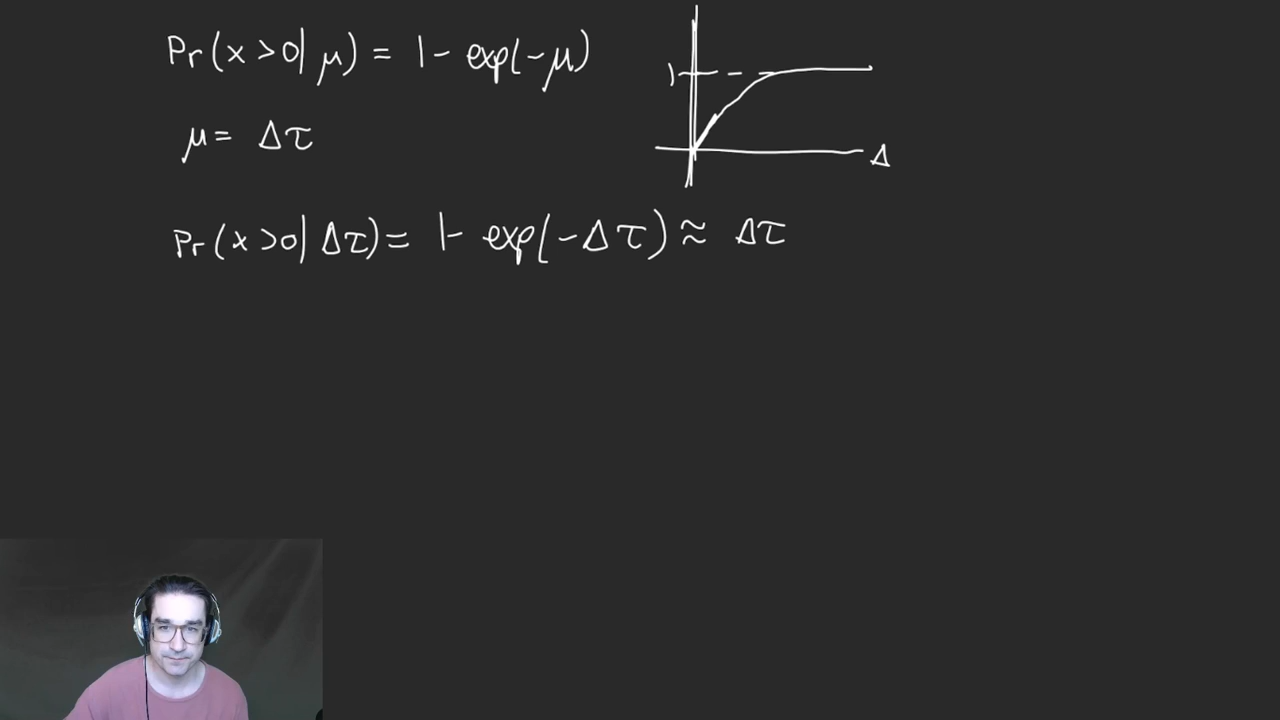 Pr(x>0|μ) = 1- exp(-μ)
1
μ= Δτ
Δ
Pr(x>0|Δτ)= 1- exp(-Δτ) ≈ Δτ